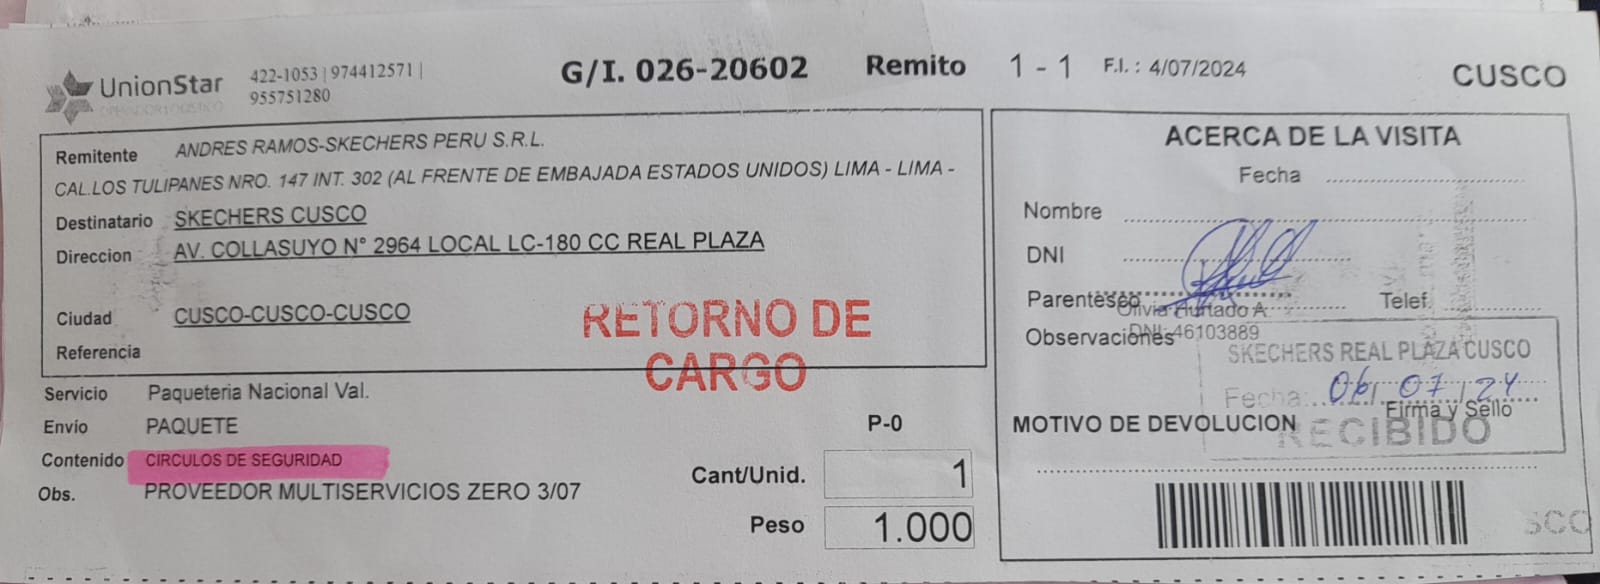 UnionStar
OPERADOR LOGISTICO
422-1053 | 974412571 |
955751280
G/I. 026-20602
Remito 1 - 1
F.I. : 4/07/2024
CUSCO
Remitente ANDRES RAMOS-SKECHERS PERU S.R.L.
CAL.LOS TULIPANES NRO. 147 INT. 302 (AL FRENTE DE EMBAJADA ESTADOS UNIDOS) LIMA - LIMA -
Destinatario SKECHERS CUSCO
Direccion AV. COLLASUYO N° 2964 LOCAL LC-180 CC REAL PLAZA
Ciudad CUSCO-CUSCO-CUSCO
Referencia
RETORNO DE
CARGO
Servicio Paqueteria Nacional Val.
Envio PAQUETE
Contenido CIRCULOS DE SEGURIDAD
Obs. PROVEEDOR MULTISERVICIOS ZERO 3/07
P-0
Cant/Unid. 1
Peso 1.000
ACERCA DE LA VISITA
Fecha
Nombre
DNI
Parentesco Telef.
Olivia Hurtado A.
Observaciones
DNI: 46103889
SKECHERS REAL PLAZA CUSCO
Fecha: 06 / 07 / 24
Firma y Sello
RECIBIDO
MOTIVO DE DEVOLUCION
SCO